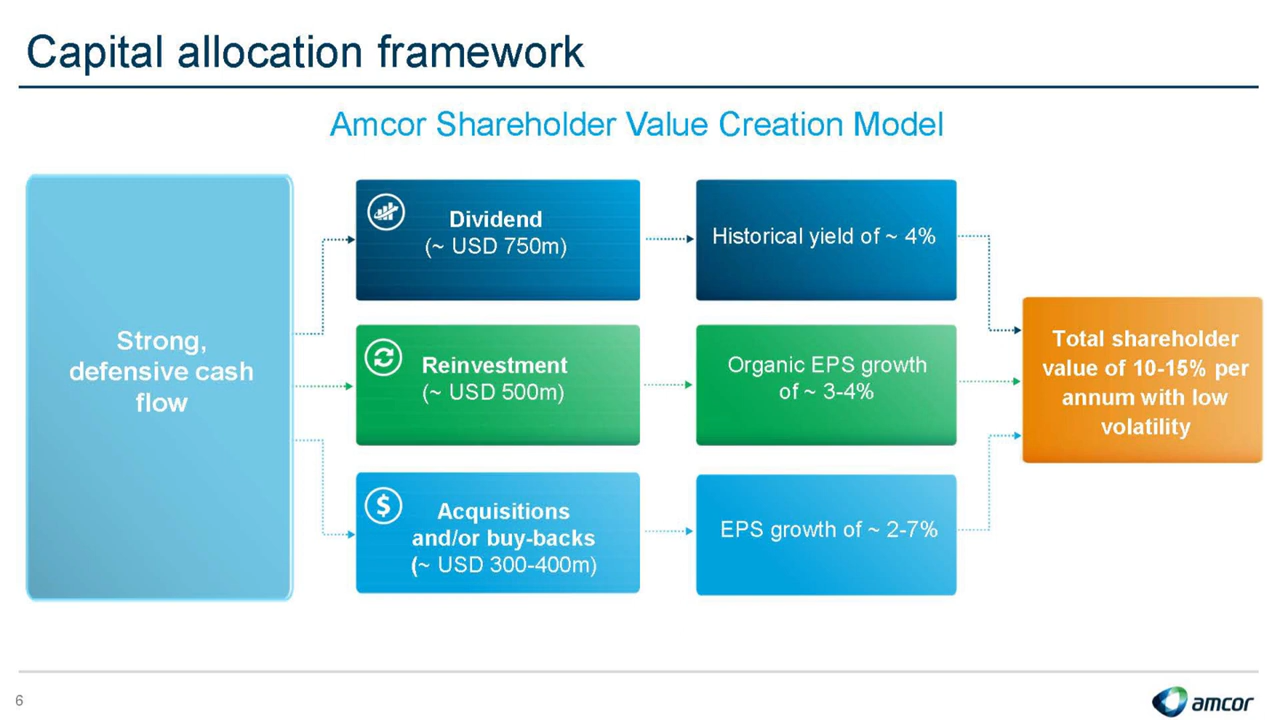 Capital allocation framework
Amcor Shareholder Value Creation Model
Strong,
defensive cash
flow
Dividend
(~ USD 750m)
Historical yield of ~ 4%
Reinvestment
(~ USD 500m)
Organic EPS growth
of ~ 3-4%
Acquisitions
and/or buy-backs
(~ USD 300-400m)
EPS growth of ~ 2-7%
Total shareholder
value of 10-15% per
annum with low
volatility
$
6
amcor